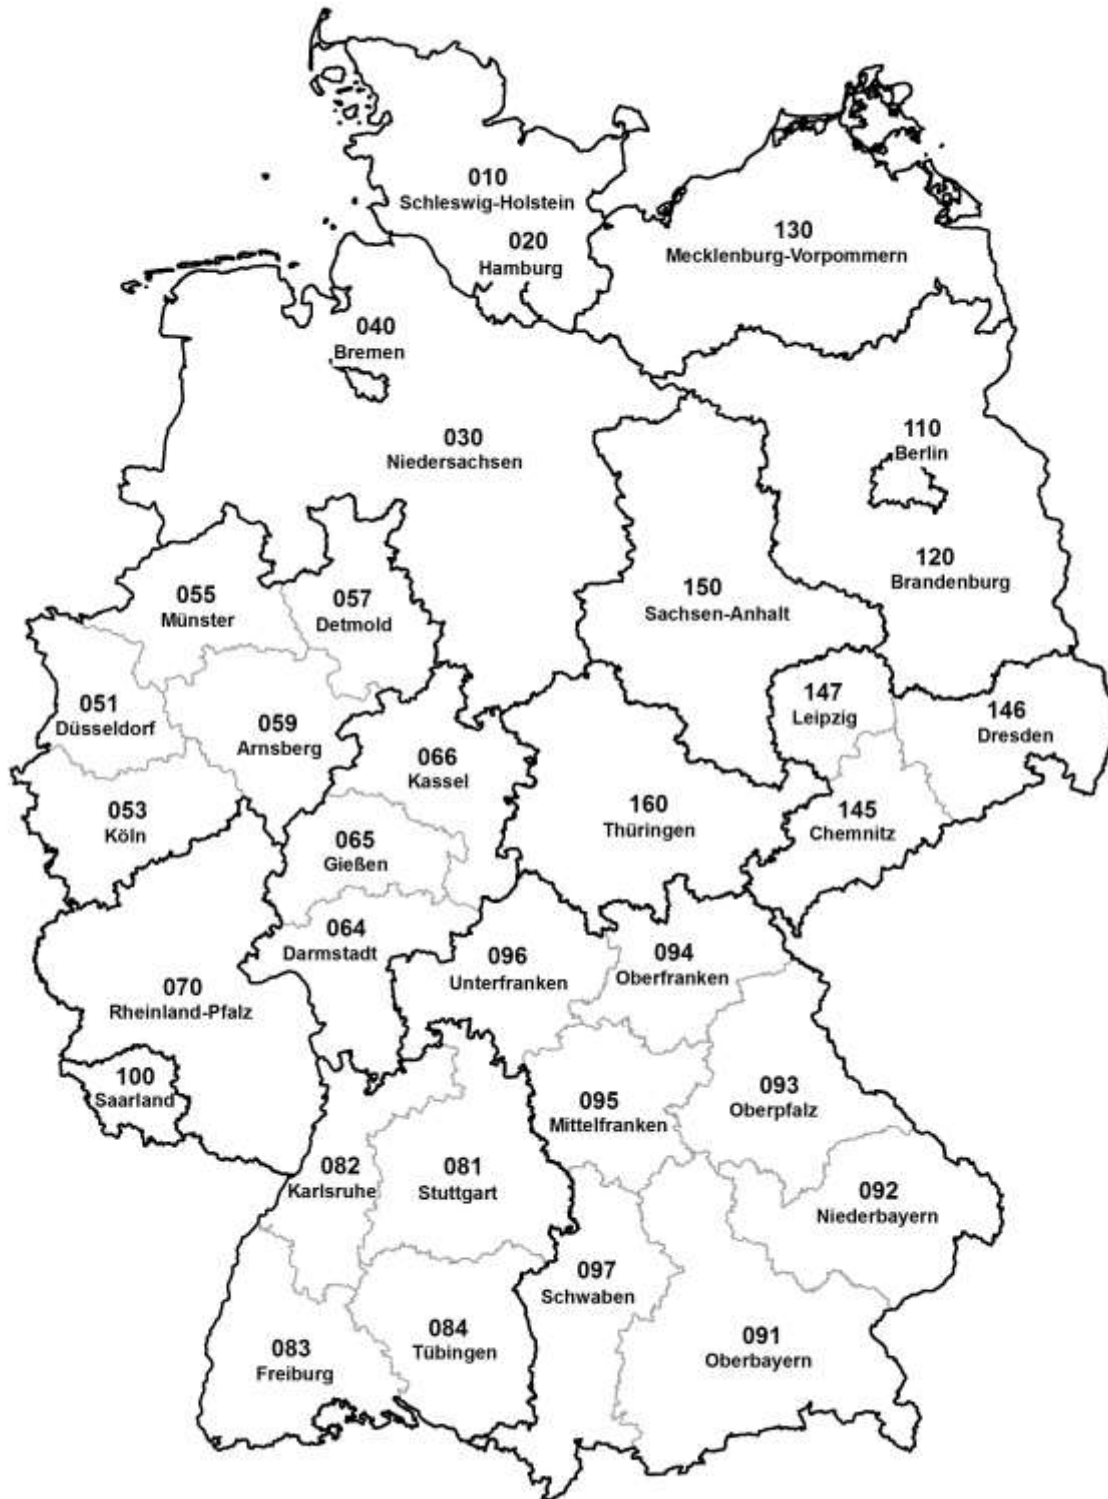 010
Schleswig-Holstein
020
Hamburg
130
Mecklenburg-Vorpommern
040
Bremen
030
Niedersachsen
110
Berlin
120
Brandenburg
150
Sachsen-Anhalt
055
Münster
057
Detmold
051
Düsseldorf
059
Arnsberg
147
Leipzig
146
Dresden
066
Kassel
053
Köln
160
Thüringen
145
Chemnitz
065
Gießen
064
Darmstadt
096
Unterfranken
094
Oberfranken
070
Rheinland-Pfalz
100
Saarland
095
Mittelfranken
093
Oberpfalz
082
Karlsruhe
081
Stuttgart
092
Niederbayern
097
Schwaben
083
Freiburg
084
Tübingen
091
Oberbayern